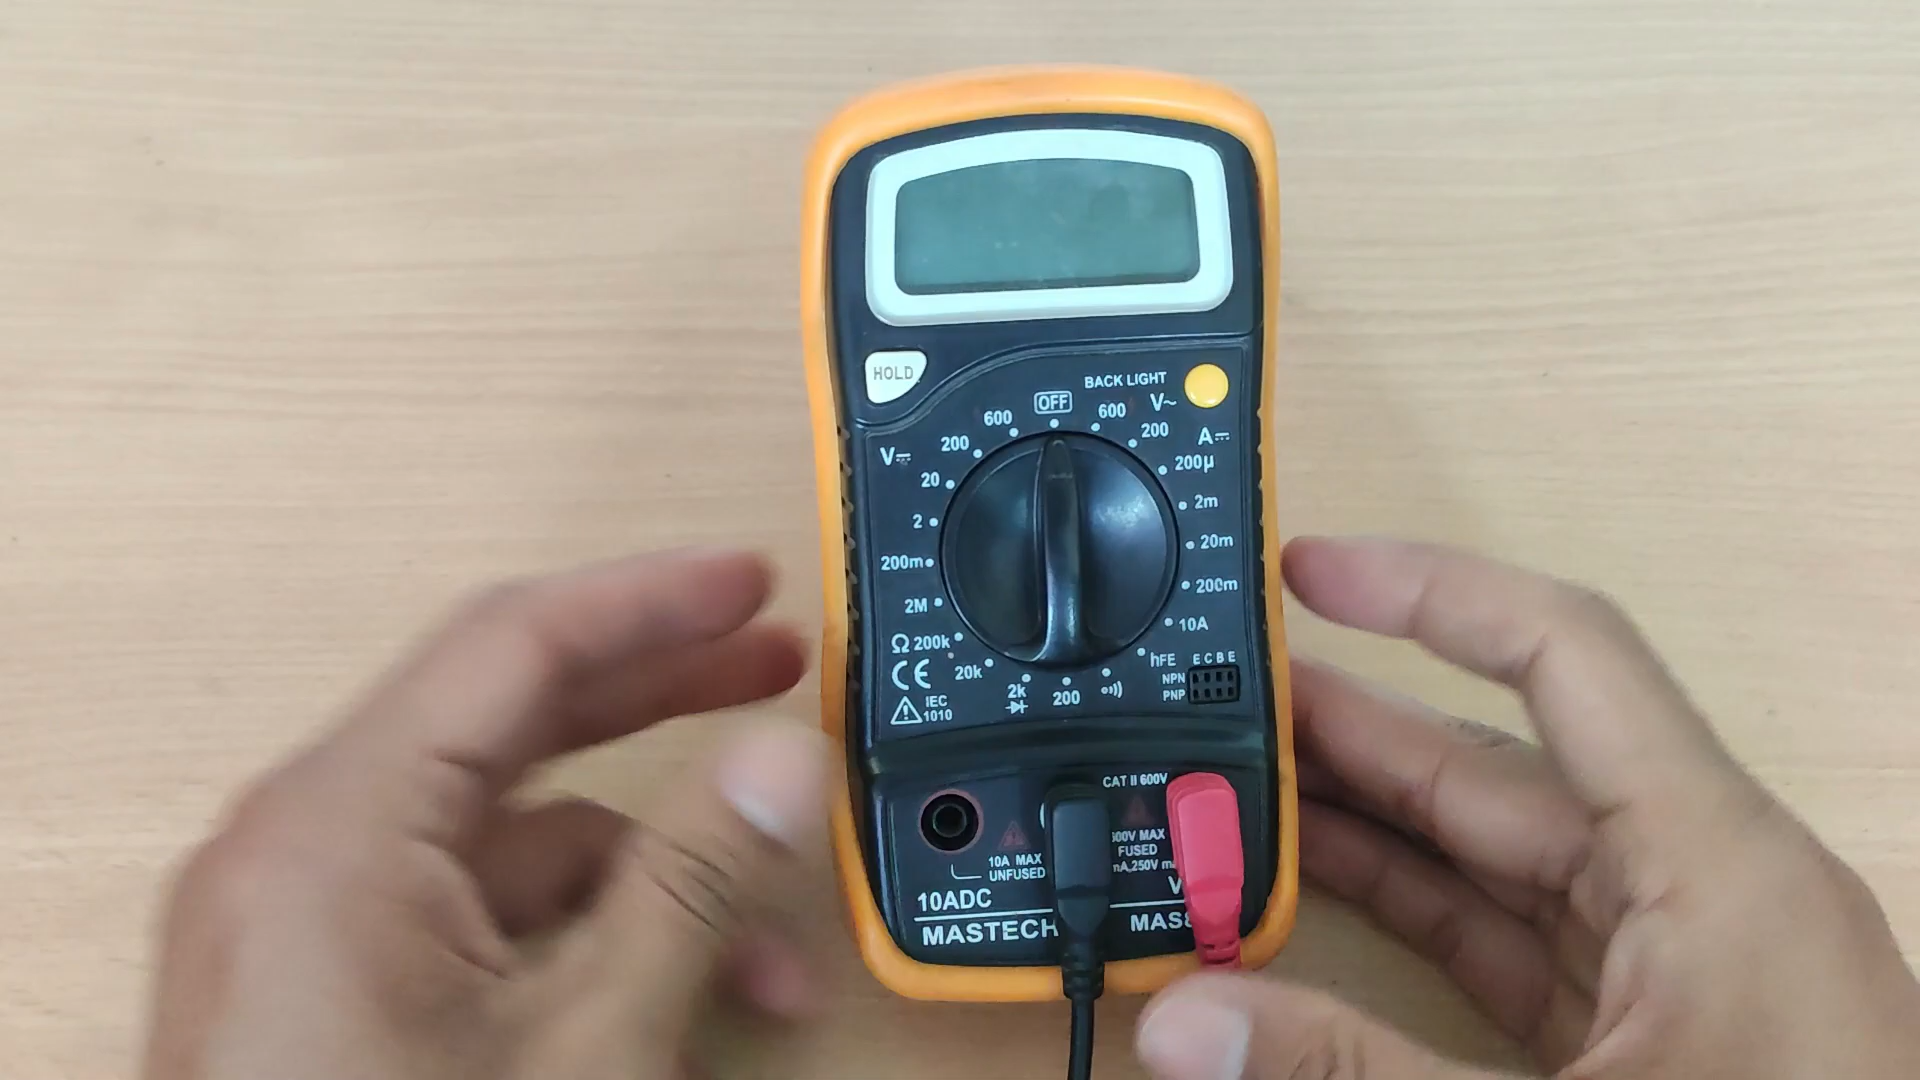 HOLD
BACK LIGHT
OFF
600
600
V~
200
200
A⎓
V⎓
200µ
20
2m
2
20m
200m
200m
2M
10A
Ω 200k
hFE
E C B E
20k
NPN
CE
2k
200
PNP
IEC
1010
CAT II 600V
600V MAX
10A MAX
FUSED
UNFUSED
mA,250V
10ADC
MASTECH